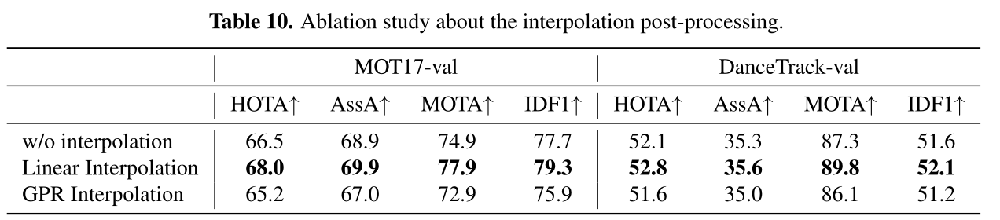 Table 10. Ablation study about the interpolation post-processing.
MOT17-val DanceTrack-val
HOTA↑ AssA↑ MOTA↑ IDF1↑ HOTA↑ AssA↑ MOTA↑ IDF1↑
w/o interpolation 66.5 68.9 74.9 77.7 52.1 35.3 87.3 51.6
Linear Interpolation 68.0 69.9 77.9 79.3 52.8 35.6 89.8 52.1
GPR Interpolation 65.2 67.0 72.9 75.9 51.6 35.0 86.1 51.2